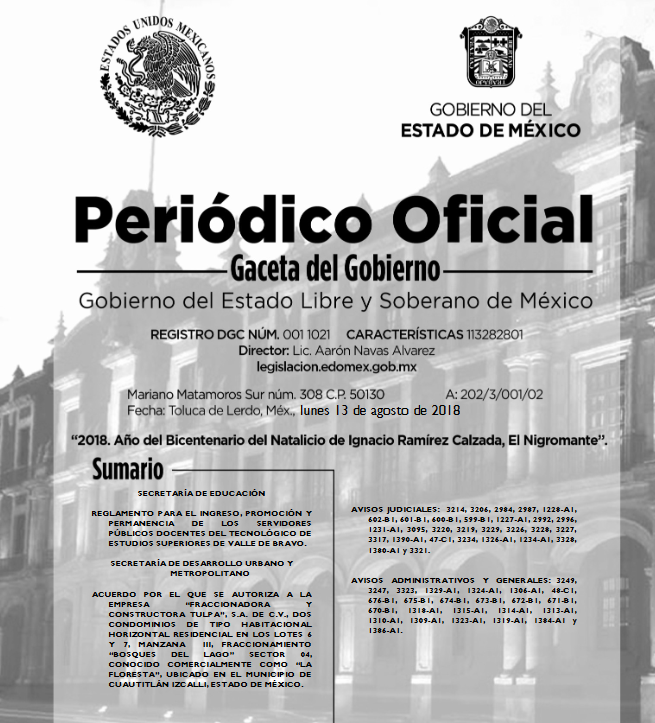 ESTADOS UNIDOS MEXICANOS
GOBIERNO DEL
ESTADO DE MÉXICO
Periódico Oficial
Gaceta del Gobierno
Gobierno del Estado Libre y Soberano de México
REGISTRO DGC NÚM. 001 1021 CARACTERÍSTICAS 113282801
Director: Lic. Aarón Navas Alvarez
legislacion.edomex.gob.mx
Mariano Matamoros Sur núm. 308 C.P. 50130 A: 202/3/001/02
Fecha: Toluca de Lerdo, Méx., lunes 13 de agosto de 2018
“2018. Año del Bicentenario del Natalicio de Ignacio Ramírez Calzada, El Nigromante”.
Sumario
SECRETARÍA DE EDUCACIÓN
REGLAMENTO PARA EL INGRESO, PROMOCIÓN Y
PERMANENCIA DE LOS SERVIDORES
PÚBLICOS DOCENTES DEL TECNOLÓGICO DE
ESTUDIOS SUPERIORES DE VALLE DE BRAVO.
SECRETARÍA DE DESARROLLO URBANO Y
METROPOLITANO
ACUERDO POR EL QUE SE AUTORIZA A LA
EMPRESA “FRACCIONADORA Y
CONSTRUCTORA TULPA”, S.A. DE C.V., DOS
CONDOMINIOS DE TIPO HABITACIONAL
HORIZONTAL RESIDENCIAL EN LOS LOTES 6
Y 7, MANZANA III, FRACCIONAMIENTO
“BOSQUES DEL LAGO” SECTOR 04,
CONOCIDO COMERCIALMENTE COMO “LA
FLORESTA”, UBICADO EN EL MUNICIPIO DE
CUAUTITLÁN IZCALLI, ESTADO DE MÉXICO.
AVISOS JUDICIALES: 3214, 3206, 2984, 2987, 1228-A1,
602-B1, 601-B1, 600-B1, 599-B1, 1227-A1, 2992, 2996,
1231-A1, 3095, 3220, 3219, 3229, 3226, 3228, 3227,
3317, 1390-A1, 47-C1, 3234, 1326-A1, 1234-A1, 3328,
1380-A1 y 3321.
AVISOS ADMINISTRATIVOS Y GENERALES: 3249,
3247, 3323, 1329-A1, 1324-A1, 1306-A1, 48-C1,
676-B1, 675-B1, 674-B1, 673-B1, 672-B1, 671-B1,
670-B1, 1318-A1, 1315-A1, 1314-A1, 1313-A1,
1310-A1, 1309-A1, 1323-A1, 1319-A1, 1384-A1 y
1386-A1.